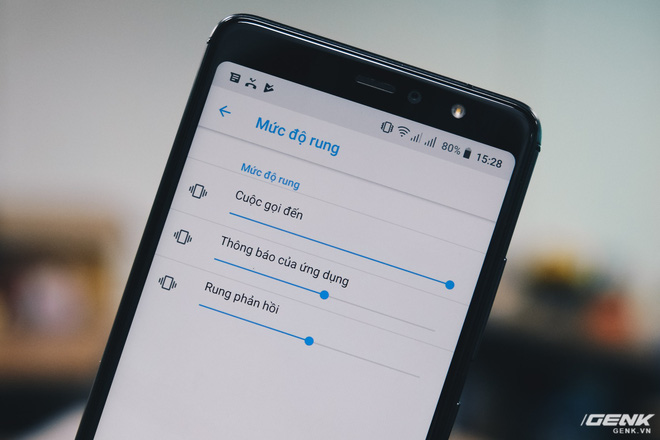 80% 15:28
Mức độ rung
Mức độ rung
Cuộc gọi đến
Thông báo của ứng dụng
Rung phản hồi
GENK
GENK.VN